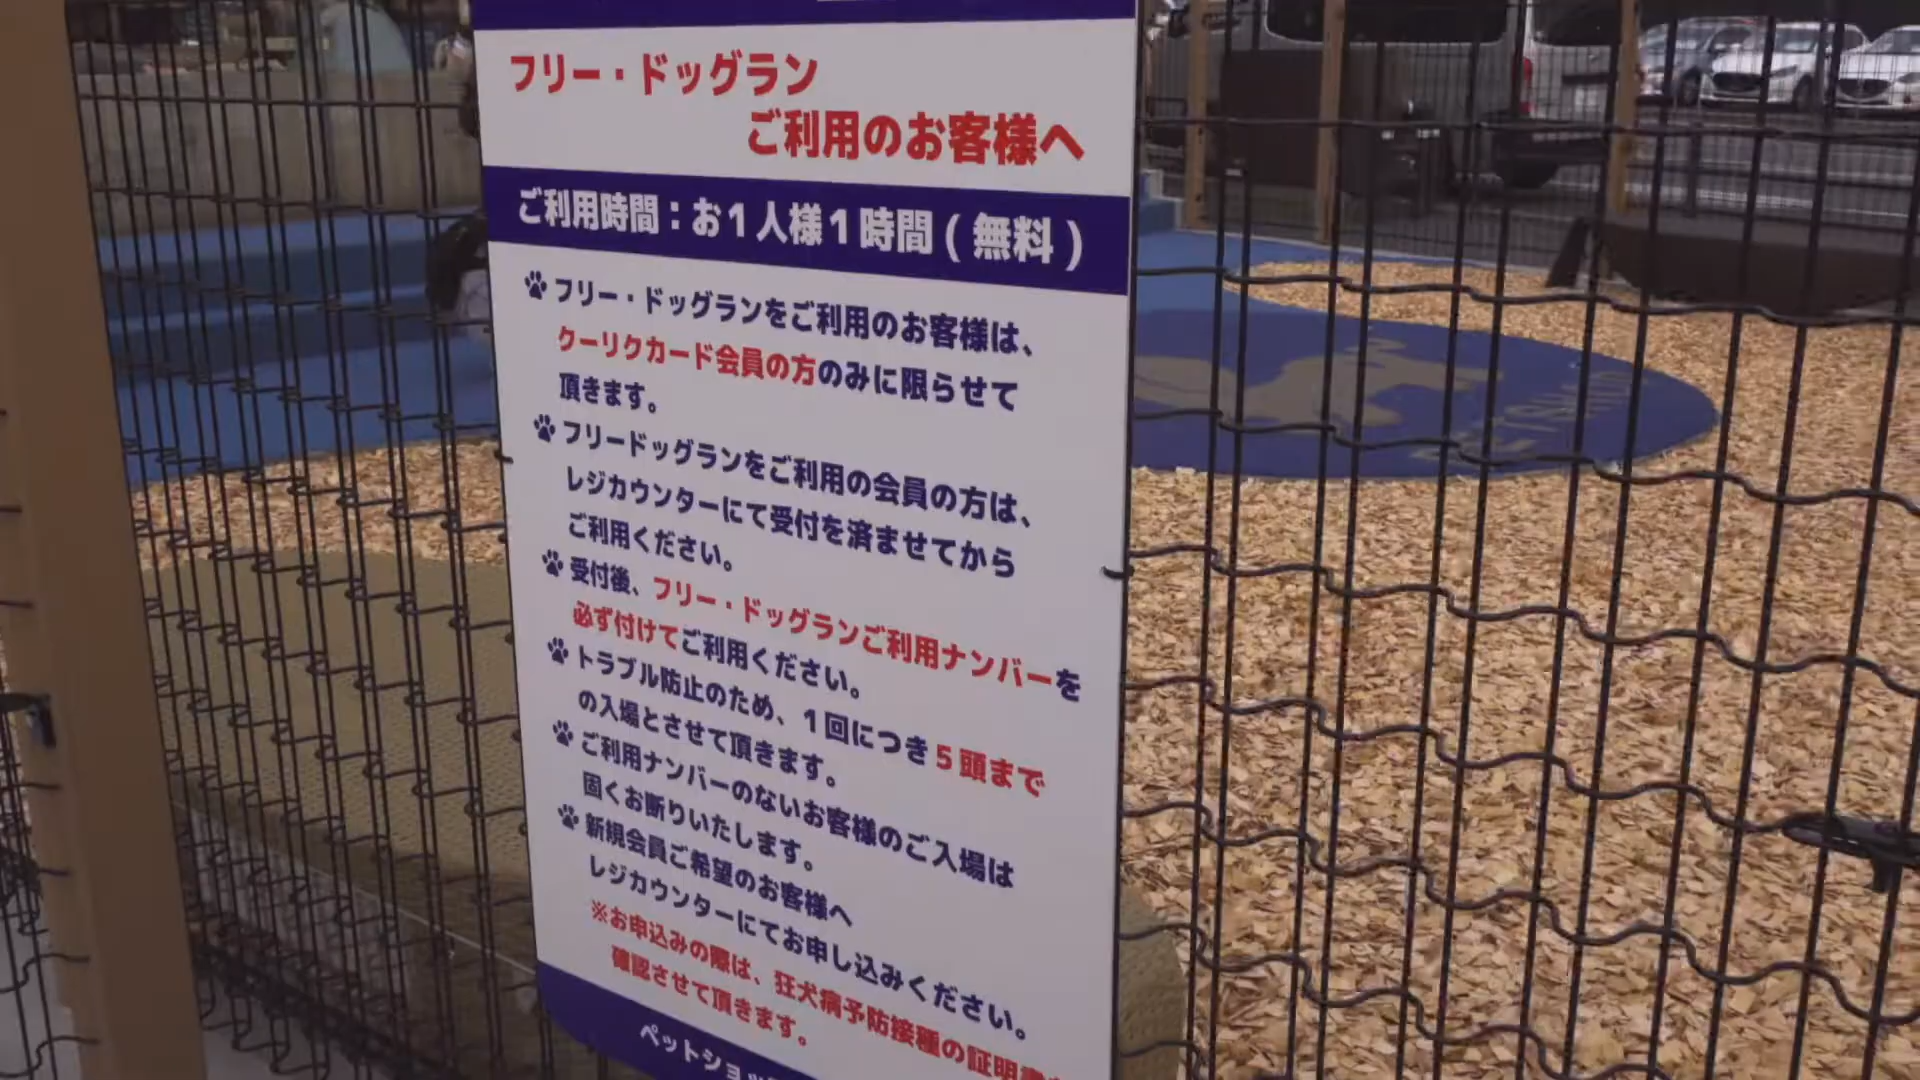 フリー・ドッグラン
ご利用のお客様へ
ご利用時間：お1人様1時間(無料)
フリー・ドッグランをご利用のお客様は、
クーリクカード会員の方のみに限らせて
頂きます。
フリードッグランをご利用の会員の方は、
レジカウンターにて受付を済ませてから
ご利用ください。
受付後、フリー・ドッグランご利用ナンバーを
必ず付けてご利用ください。
トラブル防止のため、1回につき5頭まで
の入場とさせて頂きます。
ご利用ナンバーのないお客様のご入場は
固くお断りいたします。
新規会員ご希望のお客様へ
レジカウンターにてお申し込みください。
※お申込みの際は、狂犬病予防接種の証明書
確認させて頂きます。
ペットショッ